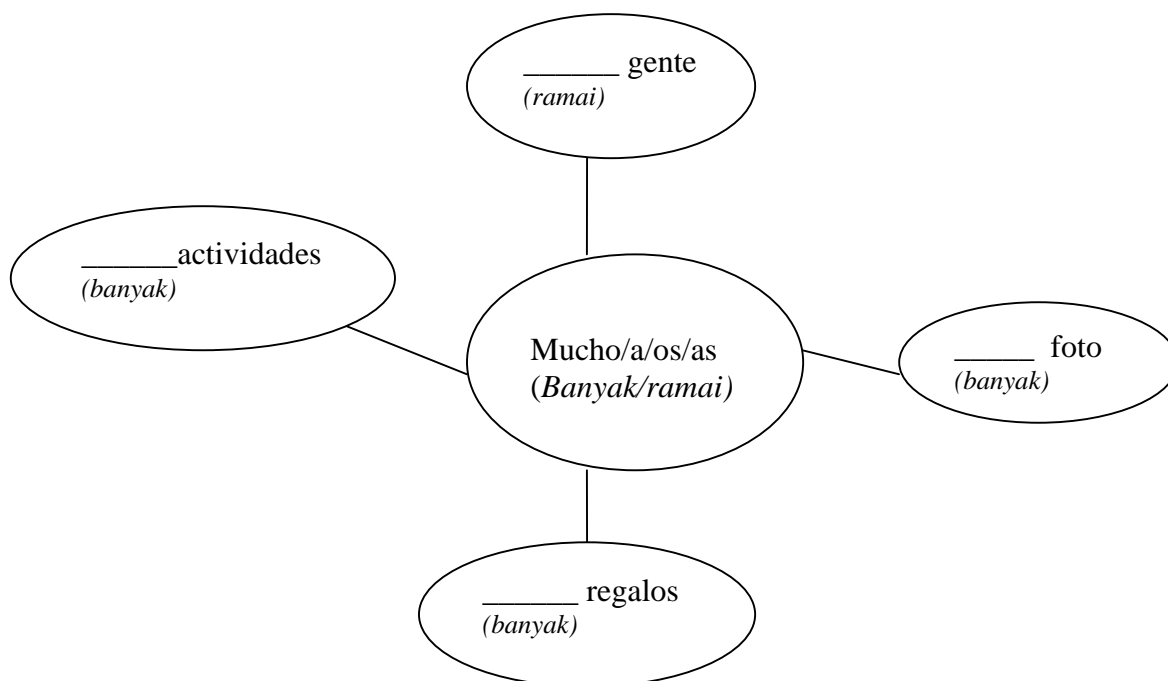 ______ gente
(ramai)
______actividades
(banyak)
Mucho/a/os/as
(Banyak/ramai)
_____ foto
(banyak)
______ regalos
(banyak)